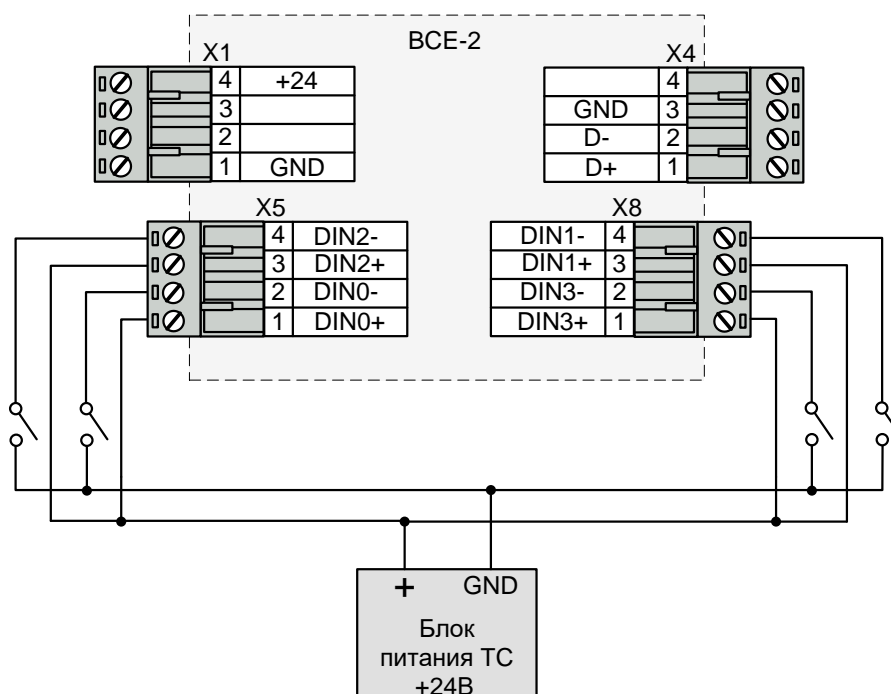 BCE-2
X1
4 +24
3
2
1 GND
X4
4
GND 3
D- 2
D+ 1
X5
4 DIN2-
3 DIN2+
2 DIN0-
1 DIN0+
X8
DIN1- 4
DIN1+ 3
DIN3- 2
DIN3+ 1
+ GND
Блок
питания ТС
+24В